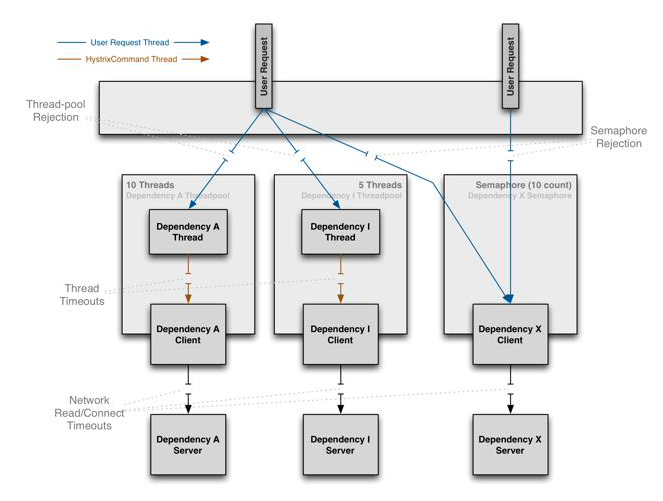 User Request Thread
HystrixCommand Thread
User Request
User Request
Thread-pool
Rejection
Semaphore
Rejection
10 Threads
Dependency A Threadpool
5 Threads
Dependency I Threadpool
Semaphore (10 count)
Dependency X Semaphore
Dependency A
Thread
Dependency I
Thread
Thread
Timeouts
Dependency A
Client
Dependency I
Client
Dependency X
Client
Network
Read/Connect
Timeouts
Dependency A
Server
Dependency I
Server
Dependency X
Server